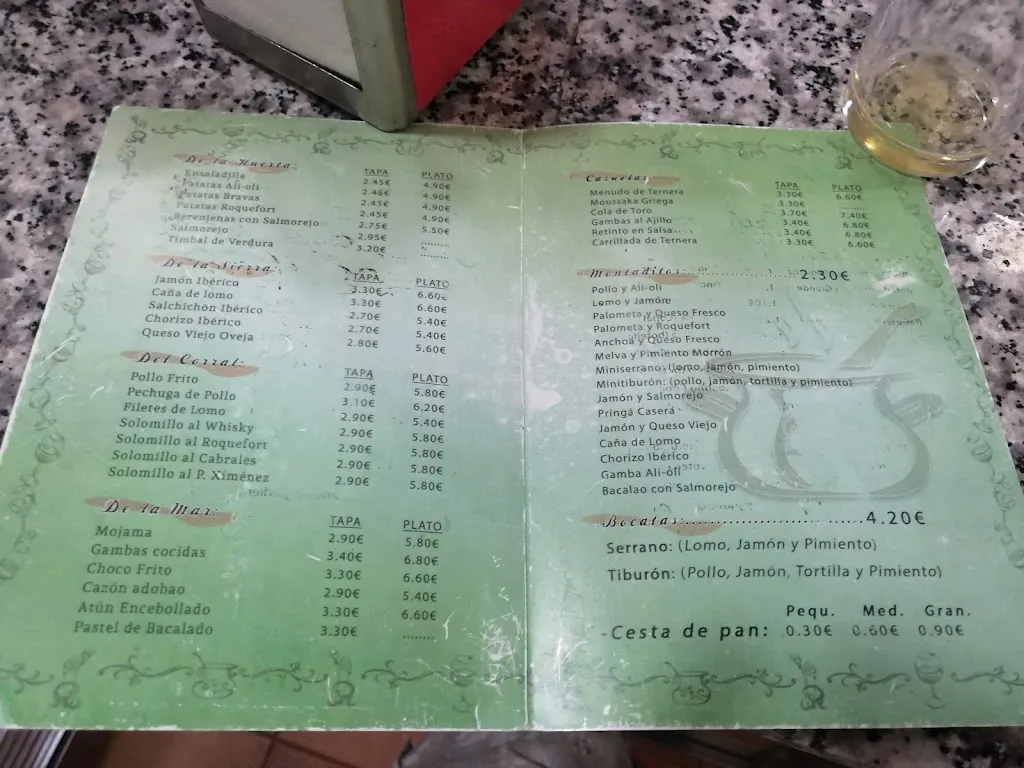 De la Huerta: TAPA PLATO
Ensaladilla 2.45€ 4.90€
Patatas Ali-oli 2.45€ 4.90€
Patatas Bravas 2.45€ 4.90€
Patatas Roquefort 2.45€ 4.90€
Berenjenas con Salmorejo 2.75€ 5.50€
Salmorejo 2.95€ ........
Timbal de Verdura 3.20€ ........
De la Sierra: TAPA PLATO
Jamón Ibérico 3.30€ 6.60€
Caña de lomo 3.30€ 6.60€
Salchichón Ibérico 2.70€ 5.40€
Chorizo Ibérico 2.70€ 5.40€
Queso Viejo Oveja 2.80€ 5.60€
Del Corral: TAPA PLATO
Pollo Frito 2.90€ 5.80€
Pechuga de Pollo 3.10€ 6.20€
Filetes de Lomo 2.90€ 5.40€
Solomillo al Whisky 2.90€ 5.80€
Solomillo al Roquefort 2.90€ 5.80€
Solomillo al Cabrales 2.90€ 5.80€
Solomillo al P. Ximénez 2.90€ 5.80€
De la Mar: TAPA PLATO
Mojama 2.90€ 5.80€
Gambas cocidas 3.40€ 6.80€
Choco Frito 3.30€ 6.60€
Cazón adobao 2.90€ 5.40€
Atún Encebollado 3.30€ 6.60€
Pastel de Bacalado 3.30€ ........
Cazuelas TAPA PLATO
Menudo de Ternera 3.30€ 6.60€
Moussaka Griega 3.30€
Cola de Toro 3.70€ 7.40€
Gambas al Ajillo 3.40€ 6.80€
Retinto en Salsa 3.40€ 6.80€
Carrillada de Ternera 3.30€ 6.60€
Montaditos: 2.30€
Pollo y Ali-oli
Lomo y Jamón
Palometa y Queso Fresco
Palometa y Roquefort
Anchoa y Queso Fresco
Melva y Pimiento Morrón
Miniserrano: (lomo, jamón, pimiento)
Minitiburón: (pollo, jamón, tortilla y pimiento)
Jamón y Salmorejo
Pringá Casera
Jamón y Queso Viejo
Caña de Lomo
Chorizo Ibérico
Gamba Ali-oli
Bacalao con Salmorejo
Bocatas:..............................4.20€
Serrano: (Lomo, Jamón y Pimiento)
Tiburón: (Pollo, Jamón, Tortilla y Pimiento)
Pequ. Med. Gran.
-Cesta de pan: 0.30€ 0.60€ 0.90€